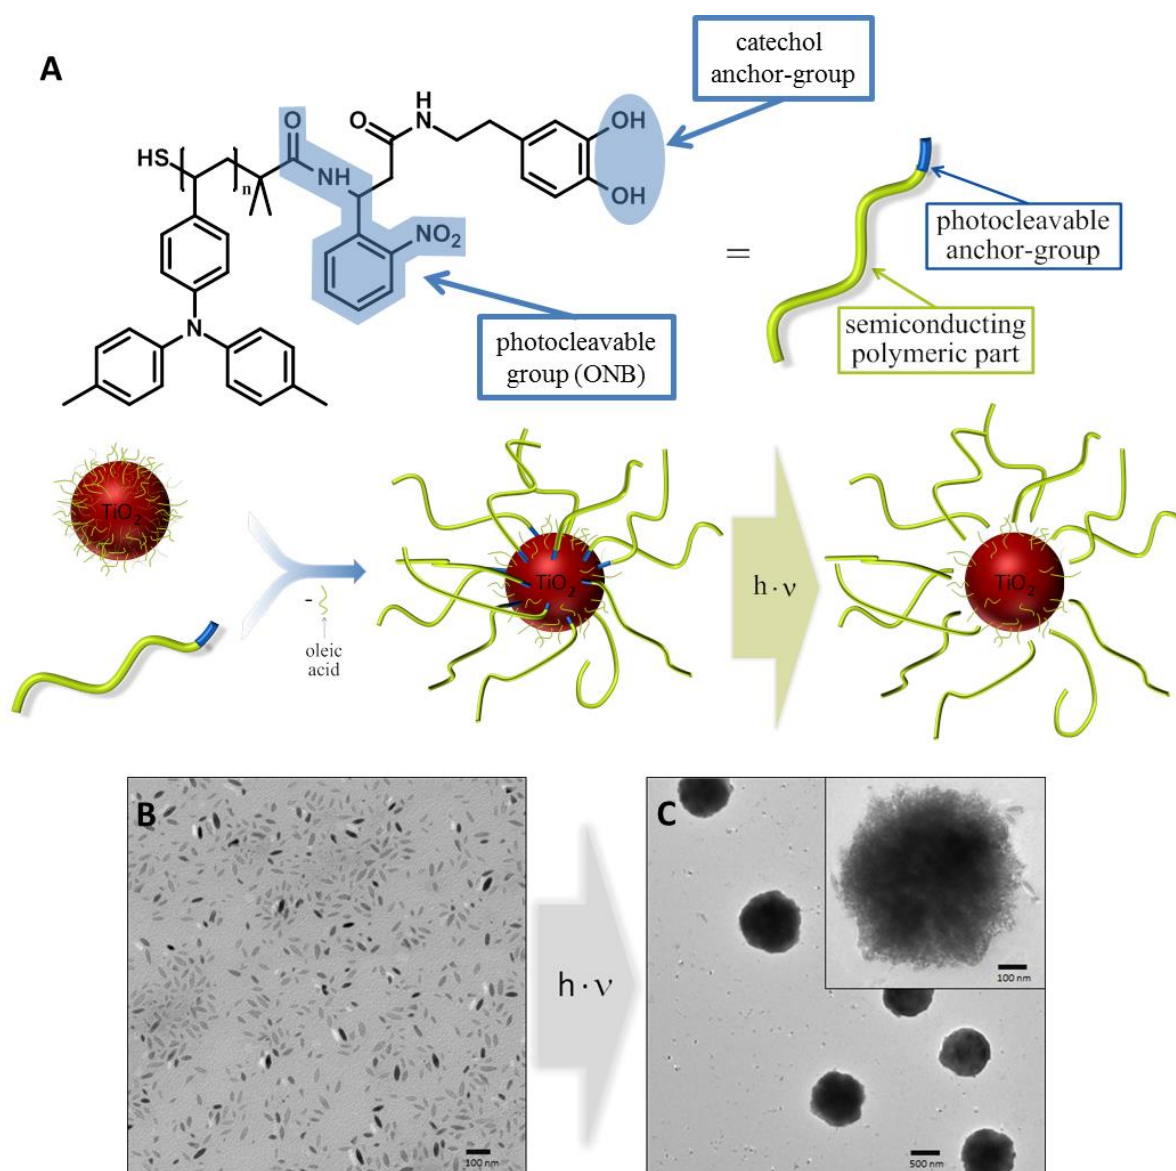 A
catechol
anchor-group
O
NH
HS
n
O
H
N
OH
OH
NO2
N
photocleavable
group (ONB)
=
photocleavable
anchor-group
semiconducting
polymeric part
TiO2
-
oleic
acid
TiO2
h · ν
TiO2
B
100 nm
h · ν
C
100 nm
500 nm